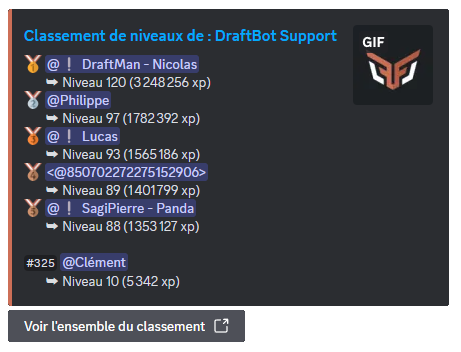 Classement de niveaux de : DraftBot Support
GIF
@❕ DraftMan - Nicolas
➥ Niveau 120 (3 248 256 xp)
@Philippe
➥ Niveau 97 (1 782 392 xp)
@❕ Lucas
➥ Niveau 93 (1 565 186 xp)
<@850702272275152906>
➥ Niveau 89 (1 401 799 xp)
@❕ SagiPierre - Panda
➥ Niveau 88 (1 353 127 xp)
#325 @Clément
➥ Niveau 10 (5 342 xp)
Voir l'ensemble du classement